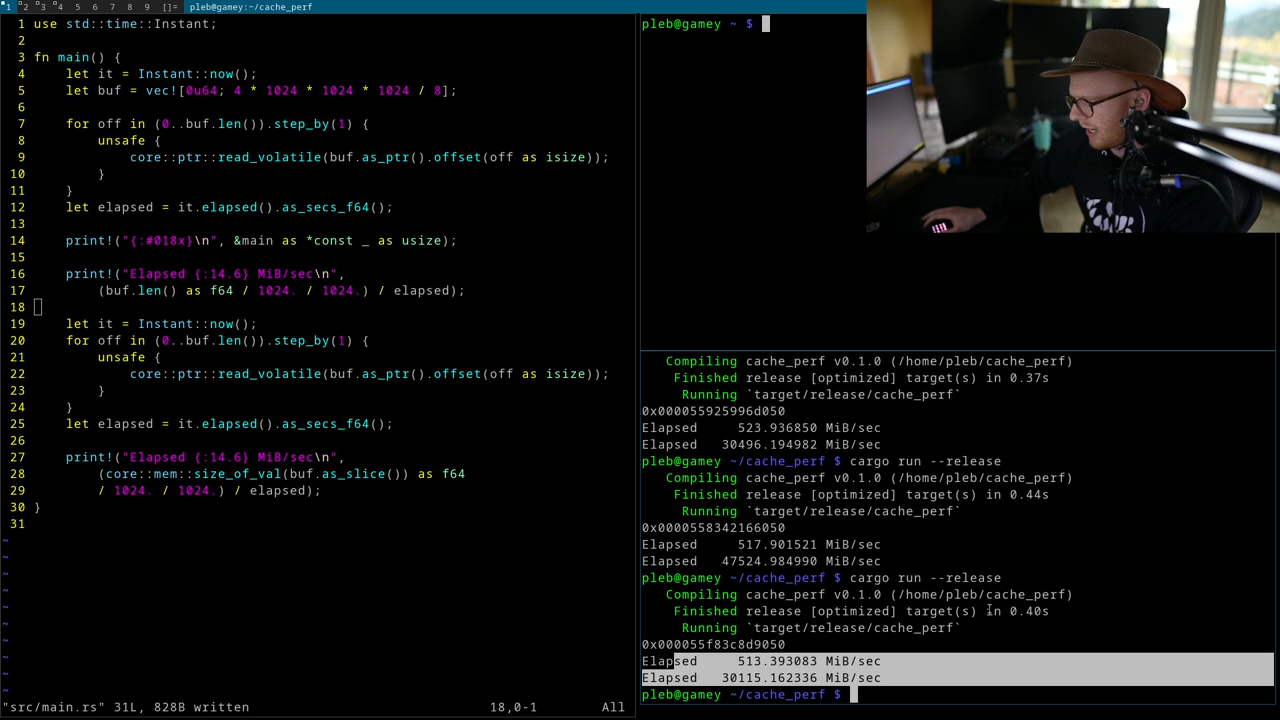 1 2 3 4 5 6 7 8 9 []= pleb@gamey:~/cache_perf
1 use std::time::Instant;
2
3 fn main() {
4     let it = Instant::now();
5     let buf = vec![0u64; 4 * 1024 * 1024 * 1024 / 8];
6
7     for off in (0..buf.len()).step_by(1) {
8         unsafe {
9             core::ptr::read_volatile(buf.as_ptr().offset(off as isize));
10         }
11     }
12     let elapsed = it.elapsed().as_secs_f64();
13
14     print!("{:#018x}\n", &main as *const _ as usize);
15
16     print!("Elapsed {:14.6} MiB/sec\n",
17         (buf.len() as f64 / 1024. / 1024.) / elapsed);
18
19     let it = Instant::now();
20     for off in (0..buf.len()).step_by(1) {
21         unsafe {
22             core::ptr::read_volatile(buf.as_ptr().offset(off as isize));
23         }
24     }
25     let elapsed = it.elapsed().as_secs_f64();
26
27     print!("Elapsed {:14.6} MiB/sec\n",
28         (core::mem::size_of_val(buf.as_slice()) as f64
29         / 1024. / 1024.) / elapsed);
30 }
31
~
~
~
~
~
~
~
~
~
~
"src/main.rs" 31L, 828B written 18,0-1 All
pleb@gamey ~ $
Compiling cache_perf v0.1.0 (/home/pleb/cache_perf)
Finished release [optimized] target(s) in 0.37s
Running `target/release/cache_perf`
0x000055925996d050
Elapsed     523.936850 MiB/sec
Elapsed   30496.194982 MiB/sec
pleb@gamey ~/cache_perf $ cargo run --release
Compiling cache_perf v0.1.0 (/home/pleb/cache_perf)
Finished release [optimized] target(s) in 0.44s
Running `target/release/cache_perf`
0x0000558342166050
Elapsed     517.901521 MiB/sec
Elapsed   47524.984990 MiB/sec
pleb@gamey ~/cache_perf $ cargo run --release
Compiling cache_perf v0.1.0 (/home/pleb/cache_perf)
Finished release [optimized] target(s) in 0.40s
Running `target/release/cache_perf`
0x000055f83c8d9050
Elapsed     513.393083 MiB/sec
Elapsed   30115.162336 MiB/sec
pleb@gamey ~/cache_perf $